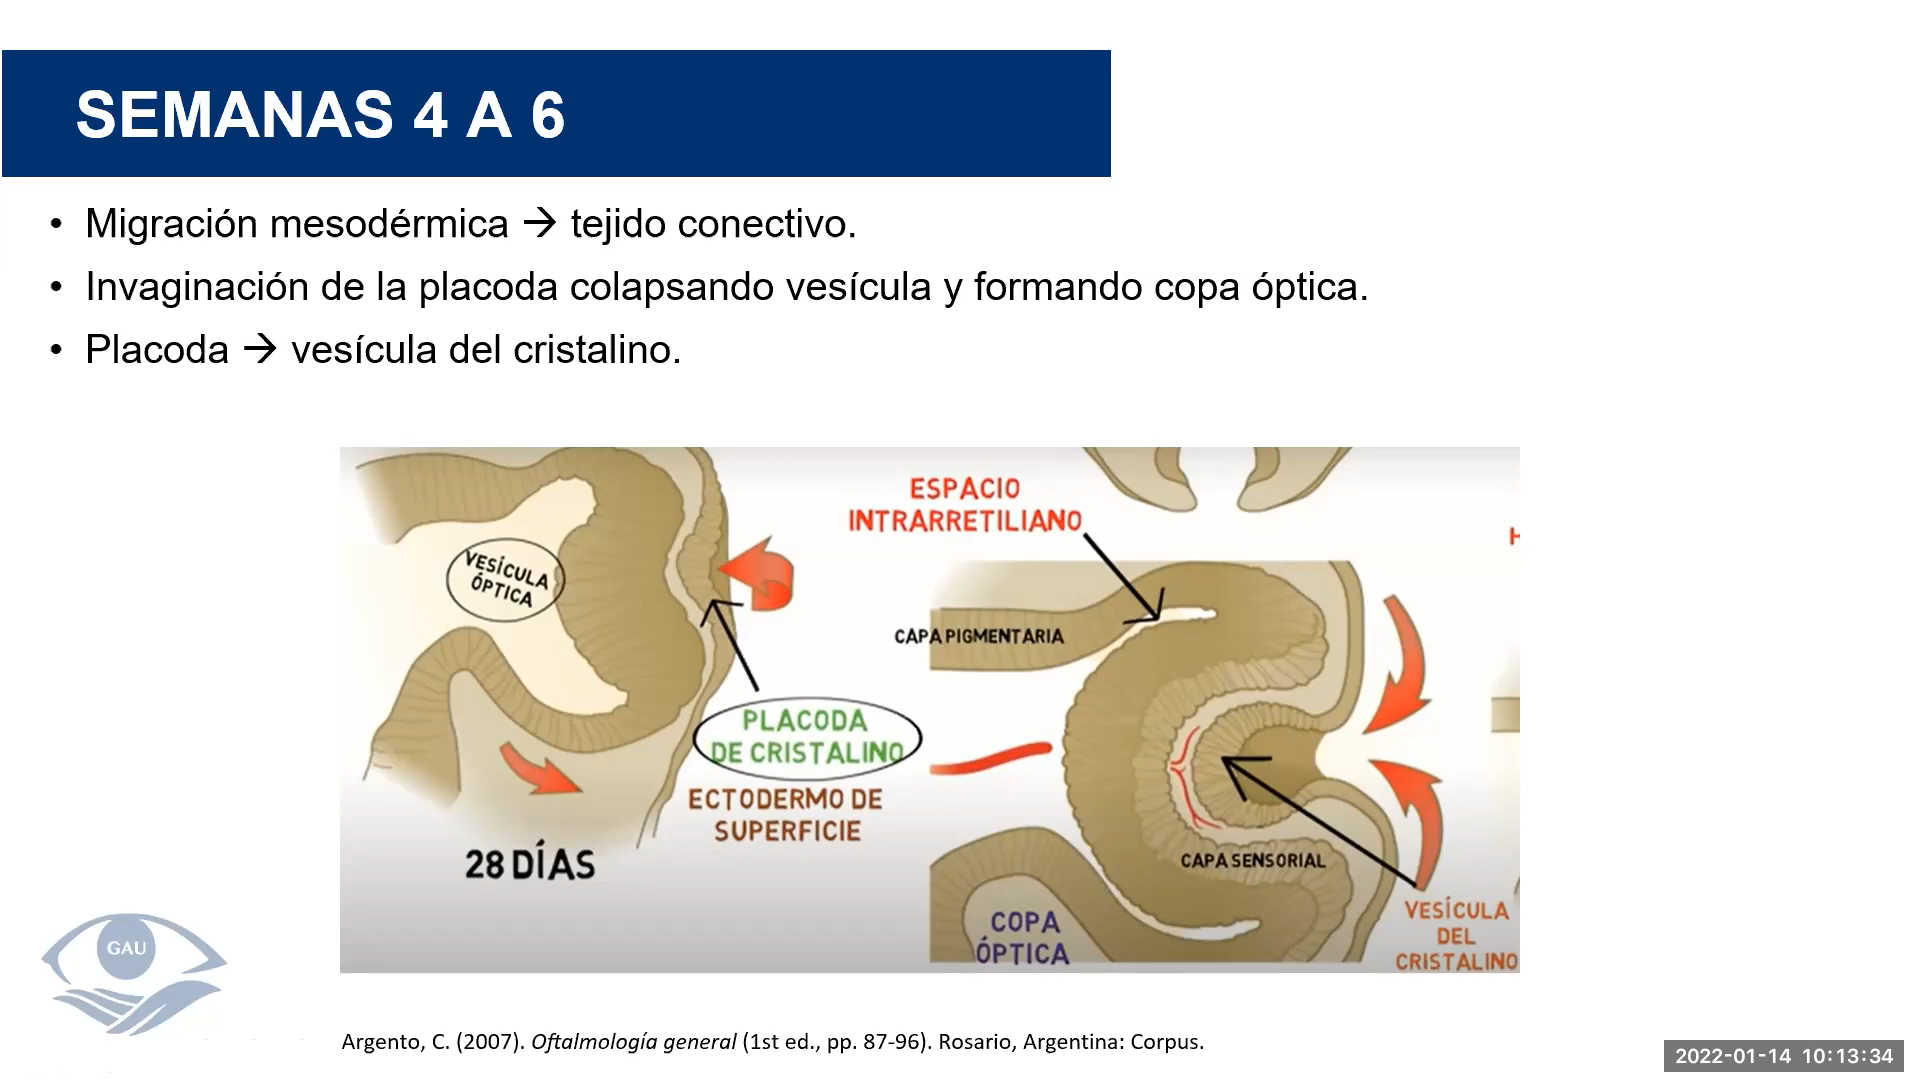 SEMANAS 4 A 6
• Migración mesodérmica → tejido conectivo.
• Invaginación de la placoda colapsando vesícula y formando copa óptica.
• Placoda → vesícula del cristalino.
VESÍCULA
ÓPTICA
PLACODA
DE CRISTALINO
ECTODERMO DE
SUPERFICIE
28 DÍAS
ESPACIO
INTRARRETILIANO
CAPA PIGMENTARIA
CAPA SENSORIAL
COPA
ÓPTICA
VESÍCULA
DEL
CRISTALINO
H
GAU
Argento, C. (2007). Oftalmología general (1st ed., pp. 87-96). Rosario, Argentina: Corpus.
2022-01-14 10:13:34